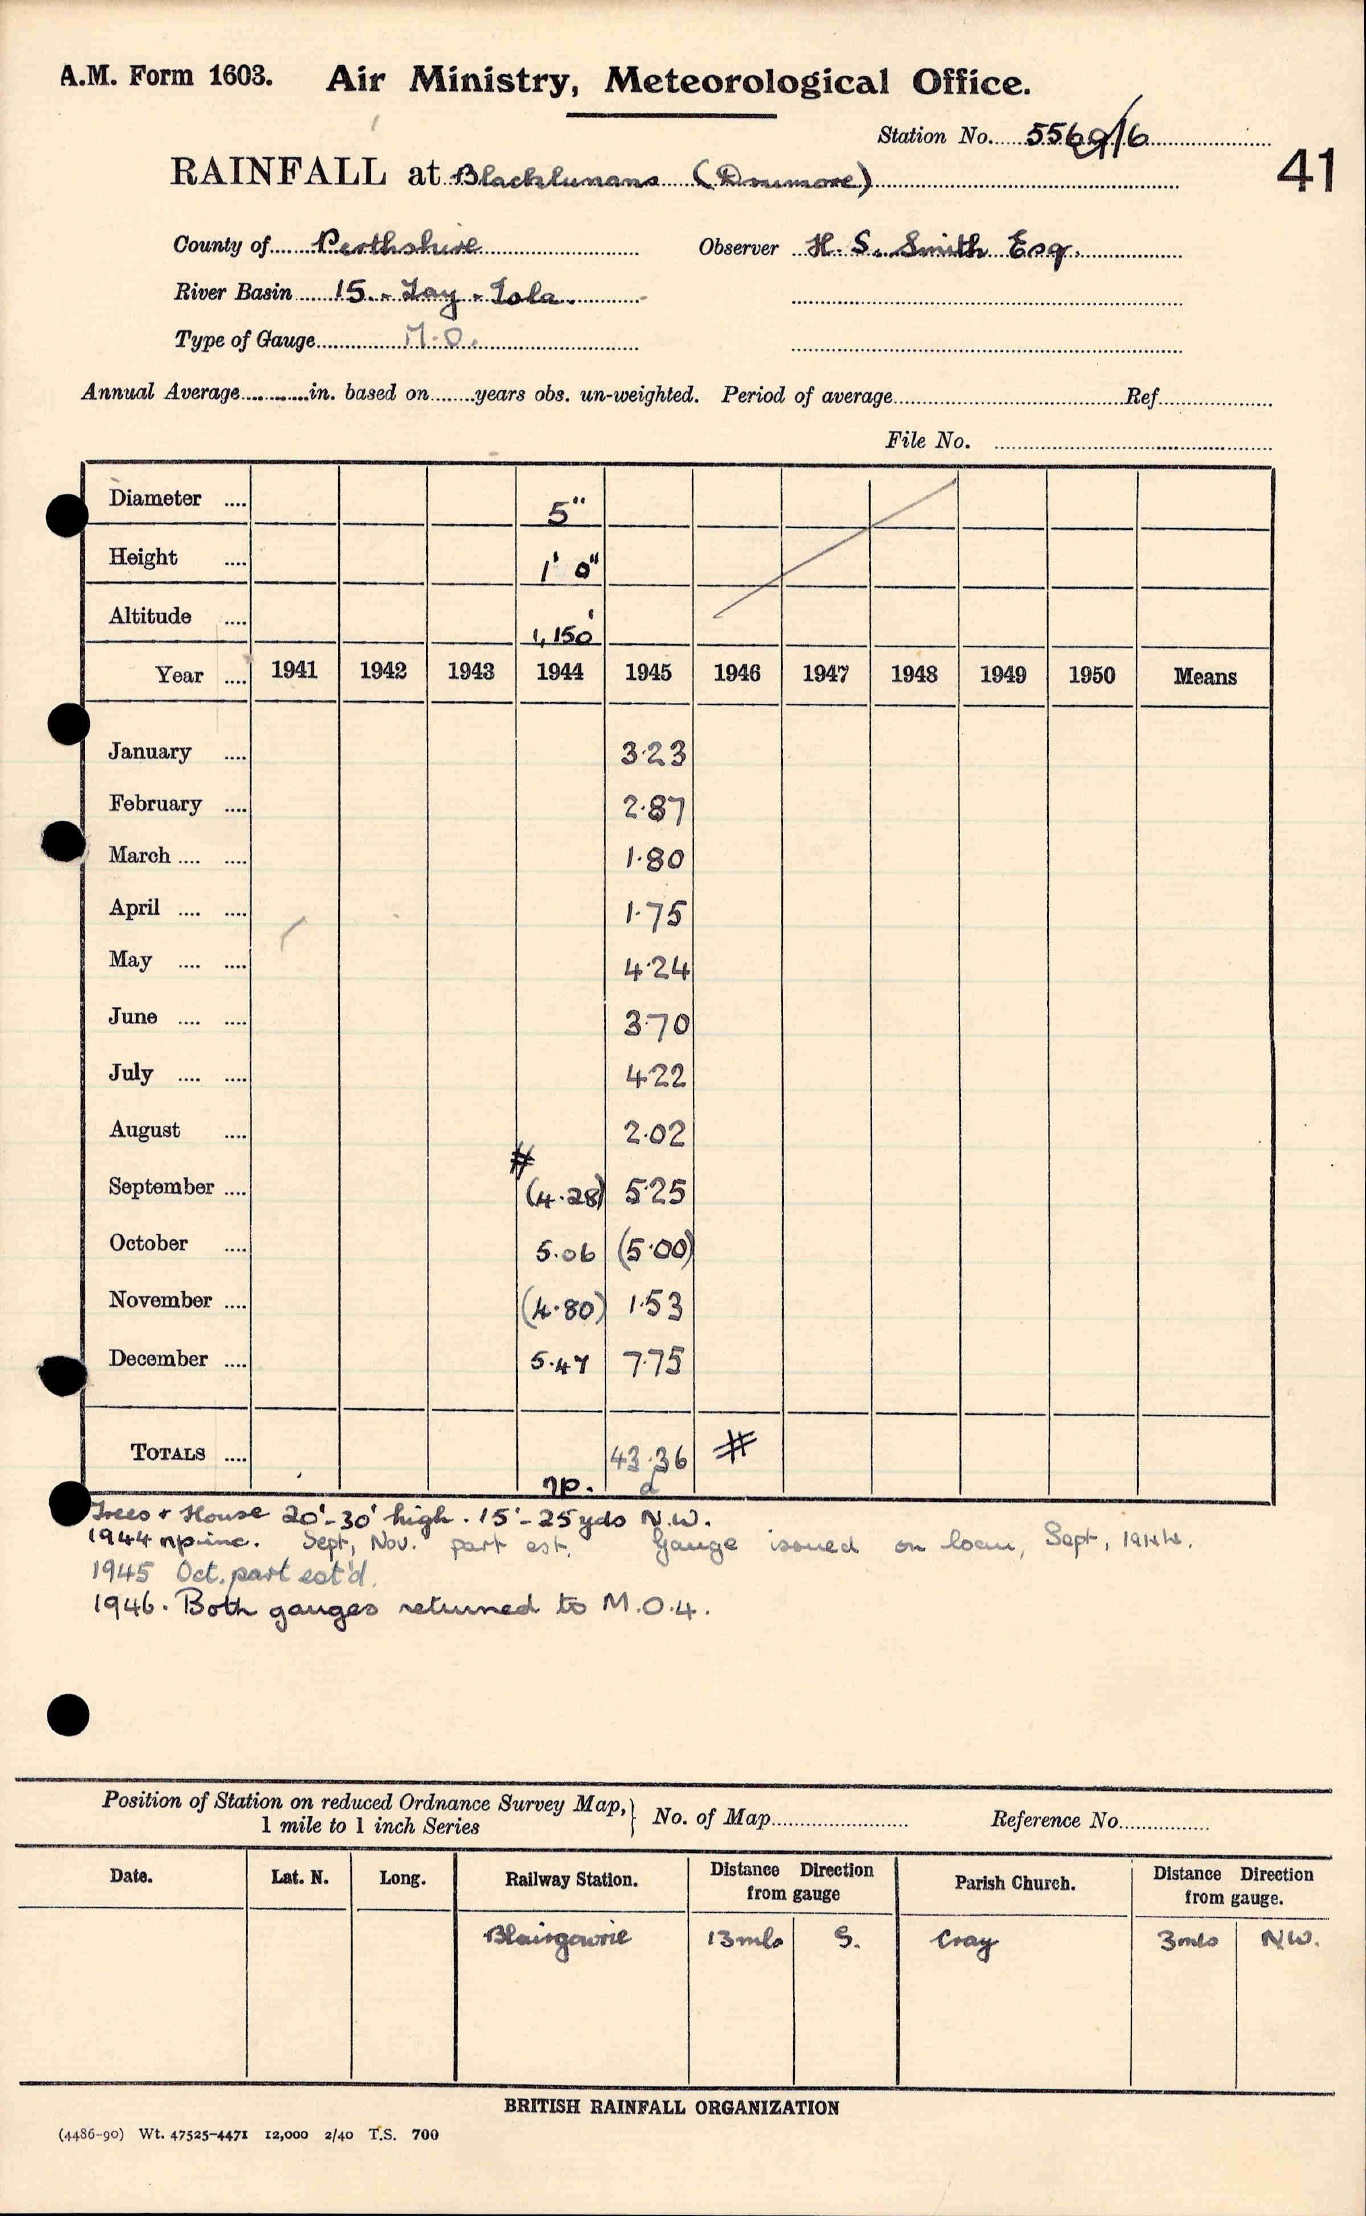 A.M. Form 1603. Air Ministry, Meteorological Office.
Station No. 5569/6
41
RAINFALL at Blacklunans (Drumore)
County of Perthshire Observer H. S. Smith Esq.
River Basin 15. - Tay - Isla.
Type of Gauge M.O.
Annual Average in. based on years obs. un-weighted. Period of average Ref
File No.
Diameter .... 5"
Height .... 1' 0"
Altitude .... 1,150'
Year .... 1941 1942 1943 1944 1945 1946 1947 1948 1949 1950 Means
January .... 3.23
February .... 2.87
March .... .... 1.80
April .... .... 1.75
May .... .... 4.24
June .... .... 3.70
July .... .... 4.22
August .... 2.02
#
September .... (4.28) 5.25
October .... 5.06 (5.00)
November .... (4.80) 1.53
December .... 5.47 7.75
TOTALS .... 43.36 #
np. a
Trees & House 20'-30' high. 15'-25yds N.W.
1944 np inc. Sept, Nov. part est. Gauge issued on loan, Sept, 1944.
1945 Oct. part est'd.
1946. Both gauges returned to M.O.4.
Position of Station on reduced Ordnance Survey Map, 1 mile to 1 inch Series } No. of Map Reference No.
Date. Lat. N. Long. Railway Station. Distance Direction from gauge Parish Church. Distance Direction from gauge.
Blairgowrie 13mls S. Cray 3mls N.W.
BRITISH RAINFALL ORGANIZATION
(4486-90) Wt. 47525-4471 12,000 2/40 T.S. 700